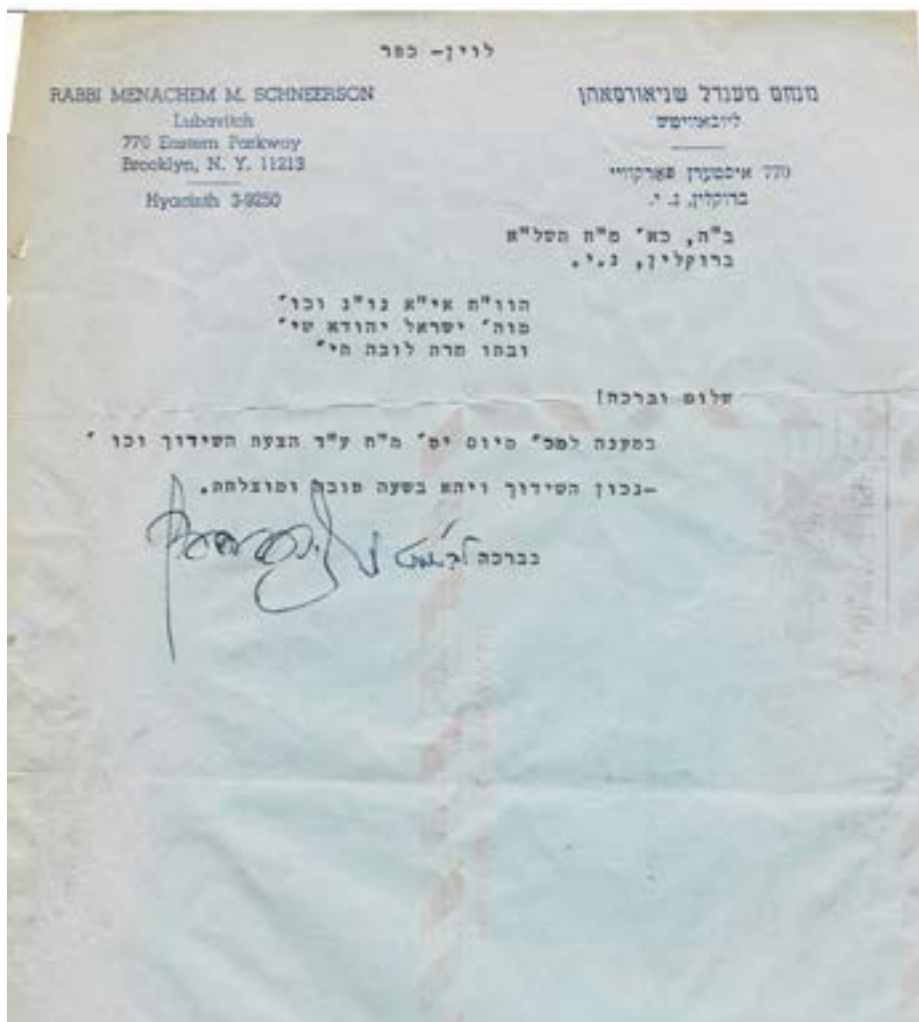 לוין- כפר
RABBI MENACHEM M. SCHNEERSON
Lubavitch
770 Eastern Parkway
Brooklyn, N. Y. 11213
Hyacinth 3-9250
מנחם מענדל שניאורסאהן
ליובאוויטש
770 איסטערן פארקוויי
ברוקלין, נ. י.
ב"ה, כא' מ"ח תשל"א
ברוקלין, נ.י.
הוו"ח אי"א נו"נ וכו'
מוה' ישראל יהודא שי'
ובתו מרת לובה תי'
שלום וברכה!
במענה למכ' מיום יט' מ"ח ע"ד הצעת השידוך וכו '
-נכון השידוך ויהא בשעה טובה ומוצלחת.
בברכה